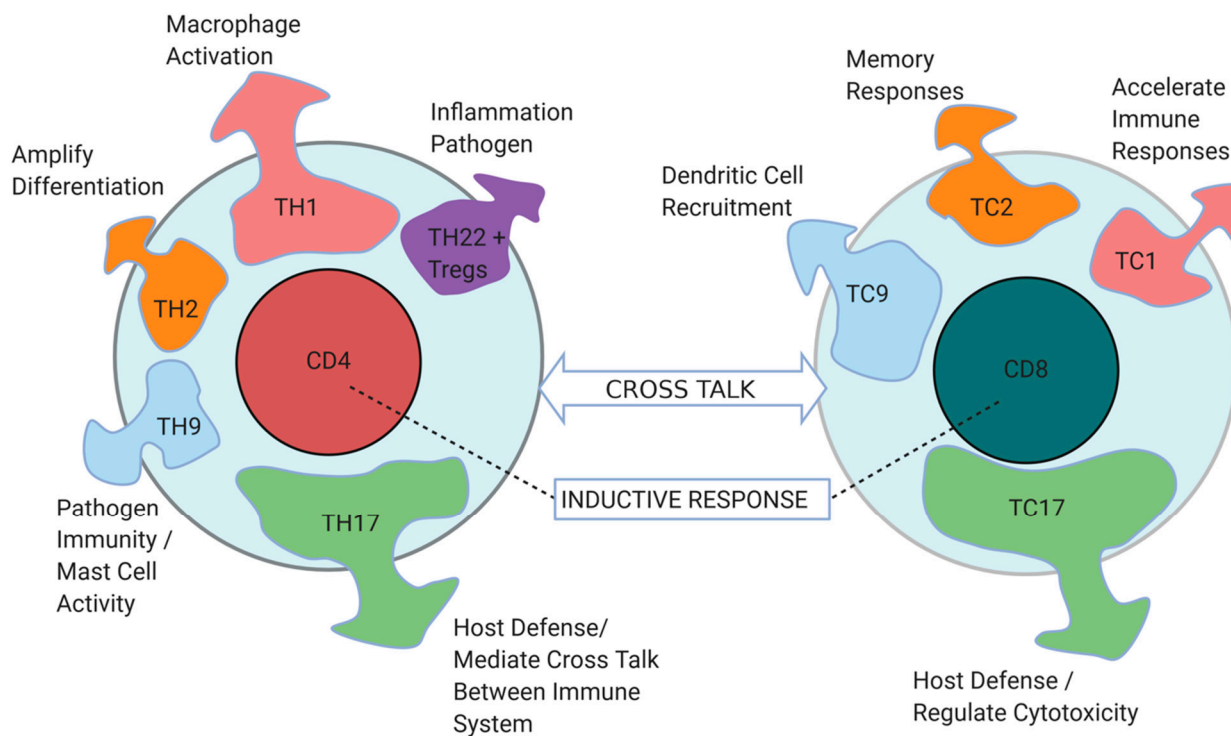 Macrophage
Activation
Inflammation
Pathogen
Amplify
Differentiation
TH1
TH22 +
Tregs
TH2
CD4
TH9
TH17
Pathogen
Immunity /
Mast Cell
Activity
Host Defense/
Mediate Cross Talk
Between Immune
System
CROSS TALK
INDUCTIVE RESPONSE
Memory
Responses
Accelerate
Immune
Responses
Dendritic Cell
Recruitment
TC2
TC1
TC9
CD8
TC17
Host Defense /
Regulate Cytotoxicity